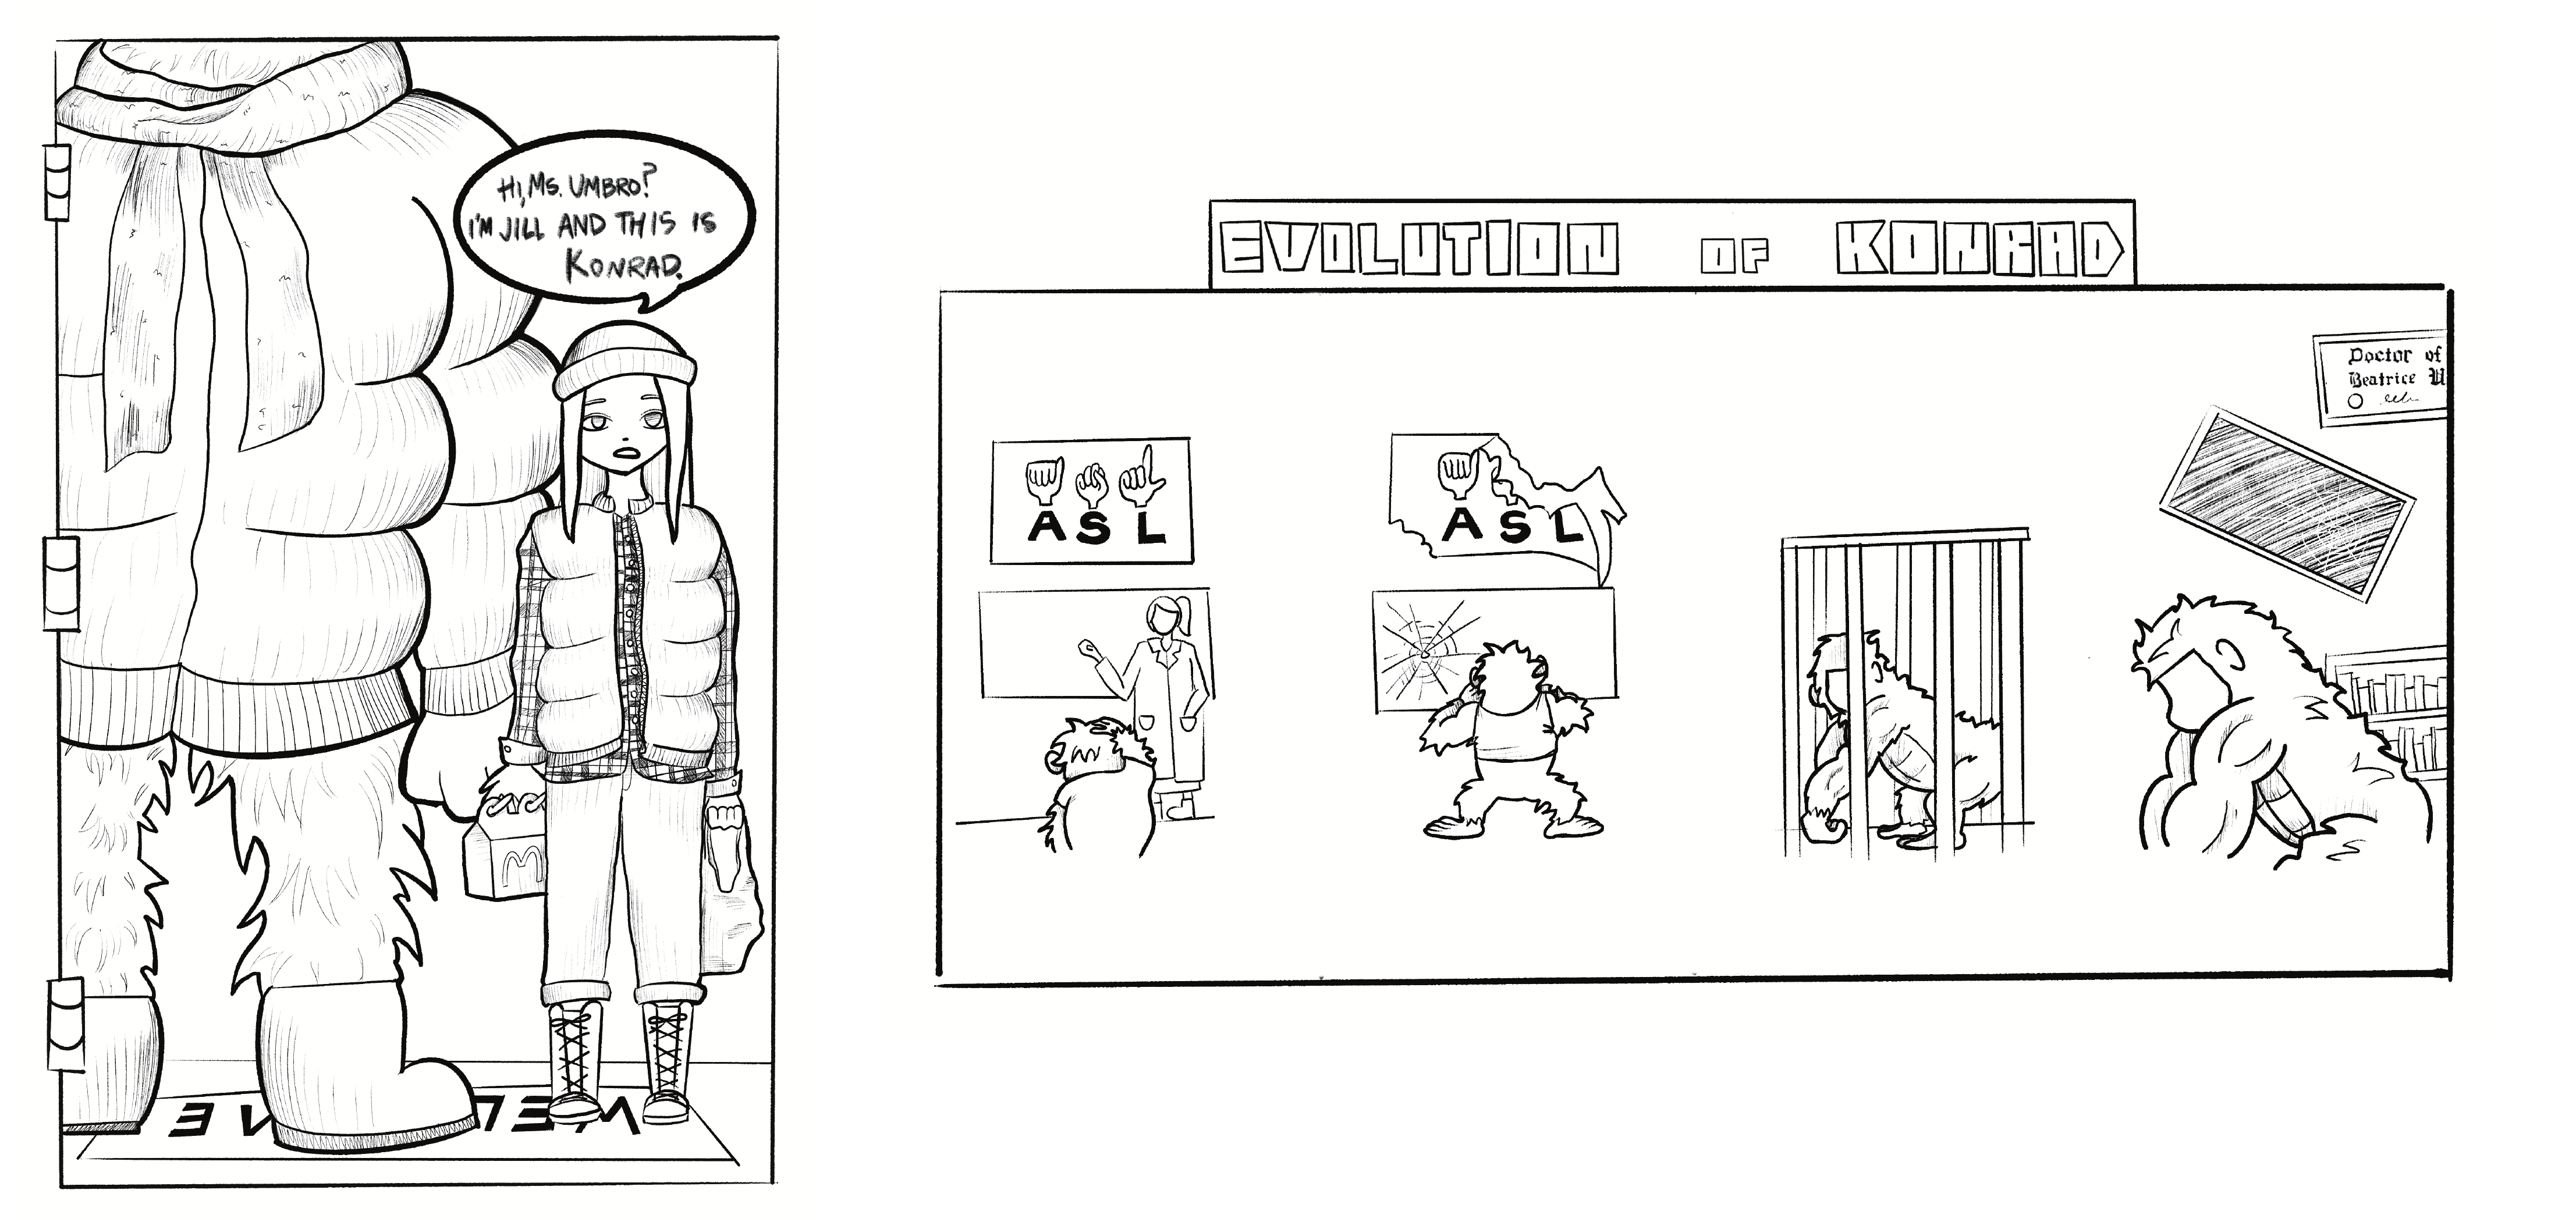 Hi, Ms. Umbro?
I'm Jill and this is
Konrad.
M
EVOLUTION OF KONRAD
Doctor of
Beatrice U
ASL
ASL